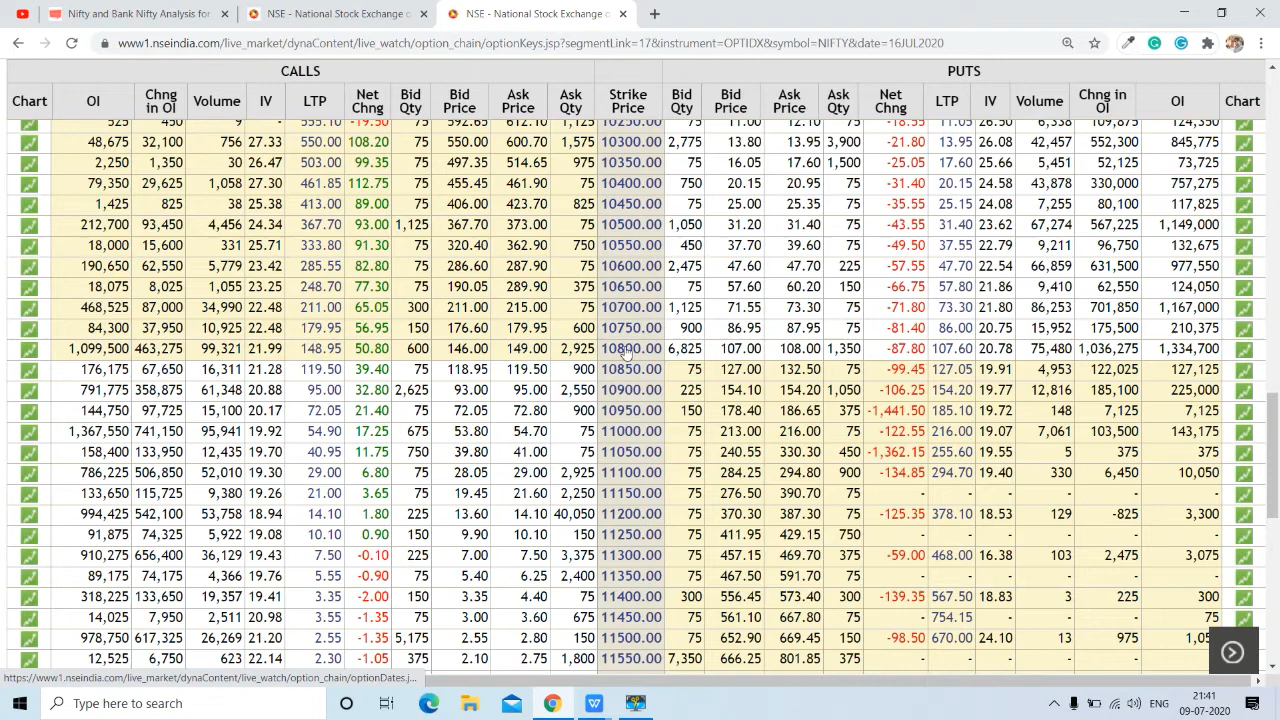 Nifty and Bank Nifty Analysis for
NSE - National Stock Exchange o
NSE - National Stock Exchange o
www1.nseindia.com/live_market/dynaContent/live_watch/option_chain/optionKeys.jsp?segmentLink=17&instrument=OPTIDX&symbol=NIFTY&date=16JUL2020
CALLS PUTS
Chart OI Chng in OI Volume IV LTP Net Chng Bid Qty Bid Price Ask Price Ask Qty Strike Price Bid Qty Bid Price Ask Price Ask Qty Net Chng LTP IV Volume Chng in OI OI Chart
525 450 9 - 555.10 -19.50 75 592.65 612.10 1,125 10250.00 75 11.00 12.10 75 -18.55 11.05 26.50 6,338 109,875 124,350
48,675 32,100 756 27.33 550.00 108.20 75 550.00 600.70 1,575 10300.00 2,775 13.80 13.95 3,900 -21.80 13.95 26.08 42,457 552,300 845,775
2,250 1,350 30 26.47 503.00 99.35 75 497.35 514.65 975 10350.00 75 16.05 17.60 1,500 -25.05 17.60 25.66 5,451 52,125 73,725
79,350 29,625 1,058 27.30 461.85 112.75 75 455.45 461.90 75 10400.00 750 20.15 20.95 75 -31.40 20.15 24.58 43,878 330,000 757,275
1,425 825 38 25.38 413.00 89.00 75 406.00 423.70 825 10450.00 75 25.00 25.35 75 -35.55 25.15 24.08 7,255 80,100 117,825
212,700 93,450 4,456 24.34 367.70 93.00 1,125 367.70 373.00 75 10500.00 1,050 31.20 31.40 75 -43.55 31.40 23.62 67,274 567,225 1,149,000
18,000 15,600 331 25.71 333.80 91.30 75 320.40 362.90 750 10550.00 450 37.70 39.60 75 -49.50 37.55 22.79 9,211 96,750 132,675
190,650 62,550 5,779 23.42 285.55 82.80 75 286.60 287.90 75 10600.00 2,475 47.60 47.70 225 -57.55 47.70 22.54 66,859 631,500 977,550
18,075 8,025 1,055 23.25 248.70 77.30 75 190.05 289.90 375 10650.00 75 57.60 60.20 150 -66.75 57.80 21.86 9,410 62,550 124,050
468,525 87,000 34,990 22.48 211.00 65.05 300 211.00 215.00 75 10700.00 1,125 71.55 73.30 75 -71.80 73.30 21.80 86,253 701,850 1,167,000
84,300 37,950 10,925 22.48 179.95 56.95 150 176.60 179.95 600 10750.00 900 86.95 87.95 75 -81.40 86.00 20.75 15,952 175,500 210,375
1,099,500 463,275 99,321 21.99 148.95 50.80 600 146.00 149.00 2,925 10800.00 6,825 107.00 108.00 1,350 -87.80 107.60 20.78 75,480 1,036,275 1,334,700
176,175 67,650 16,311 21.28 119.50 39.40 75 118.95 119.50 900 10850.00 75 127.00 132.50 75 -99.45 127.05 19.91 4,953 122,025 127,125
791,775 358,875 61,348 20.88 95.00 32.80 2,625 93.00 95.00 2,550 10900.00 225 154.10 154.20 1,050 -106.25 154.20 19.77 12,816 185,100 225,000
144,750 97,725 15,100 20.17 72.05 21.40 75 72.05 72.80 900 10950.00 150 178.40 186.65 375 -1,441.50 185.10 19.72 148 7,125 7,125
1,367,550 741,150 95,941 19.92 54.90 17.25 675 53.80 54.70 75 11000.00 75 213.00 216.00 75 -122.55 216.00 19.07 7,061 103,500 143,175
158,400 133,950 12,435 19.70 40.95 11.75 750 39.80 41.00 75 11050.00 75 240.55 330.30 450 -1,362.15 255.60 19.55 5 375 375
786,225 506,850 52,010 19.30 29.00 6.80 75 28.05 29.00 2,925 11100.00 75 284.25 294.80 900 -134.85 294.70 19.40 330 6,450 10,050
133,650 115,725 9,380 19.26 21.00 3.65 75 19.45 21.60 2,250 11150.00 75 276.50 390.70 75 - - - - - -
994,425 542,100 53,758 18.94 14.10 1.80 225 13.60 14.10 40,050 11200.00 75 370.30 387.30 75 -125.35 378.10 18.53 129 -825 3,300
91,875 74,325 5,922 19.08 10.10 0.90 150 9.90 10.10 150 11250.00 75 411.95 429.15 750 - - - - - -
910,275 656,400 36,129 19.43 7.50 -0.10 225 7.00 7.50 3,375 11300.00 75 457.15 469.70 375 -59.00 468.00 16.38 103 2,475 3,075
89,175 74,175 4,366 19.76 5.55 -0.90 75 5.40 6.25 2,400 11350.00 75 467.50 591.70 75 - - - - - -
318,225 133,650 19,357 19.41 3.35 -2.00 150 3.35 4.40 75 11400.00 300 556.45 573.40 300 -139.35 567.50 18.83 3 225 300
14,025 7,950 2,511 20.98 3.55 -1.35 75 3.00 3.60 675 11450.00 75 561.10 667.80 75 - 754.15 - - - 75
978,750 617,325 26,269 21.20 2.55 -1.35 5,175 2.55 2.80 150 11500.00 75 652.90 669.45 150 -98.50 670.00 24.10 13 975
12,525 6,750 623 22.14 2.30 -1.05 375 2.10 2.75 1,800 11550.00 7,350 666.25 801.85 375 - - - - -
https://www1.nseindia.com/live_market/dynaContent/live_watch/option_chain/optionDates.j...
Type here to search
ENG
21:41
09-07-2020